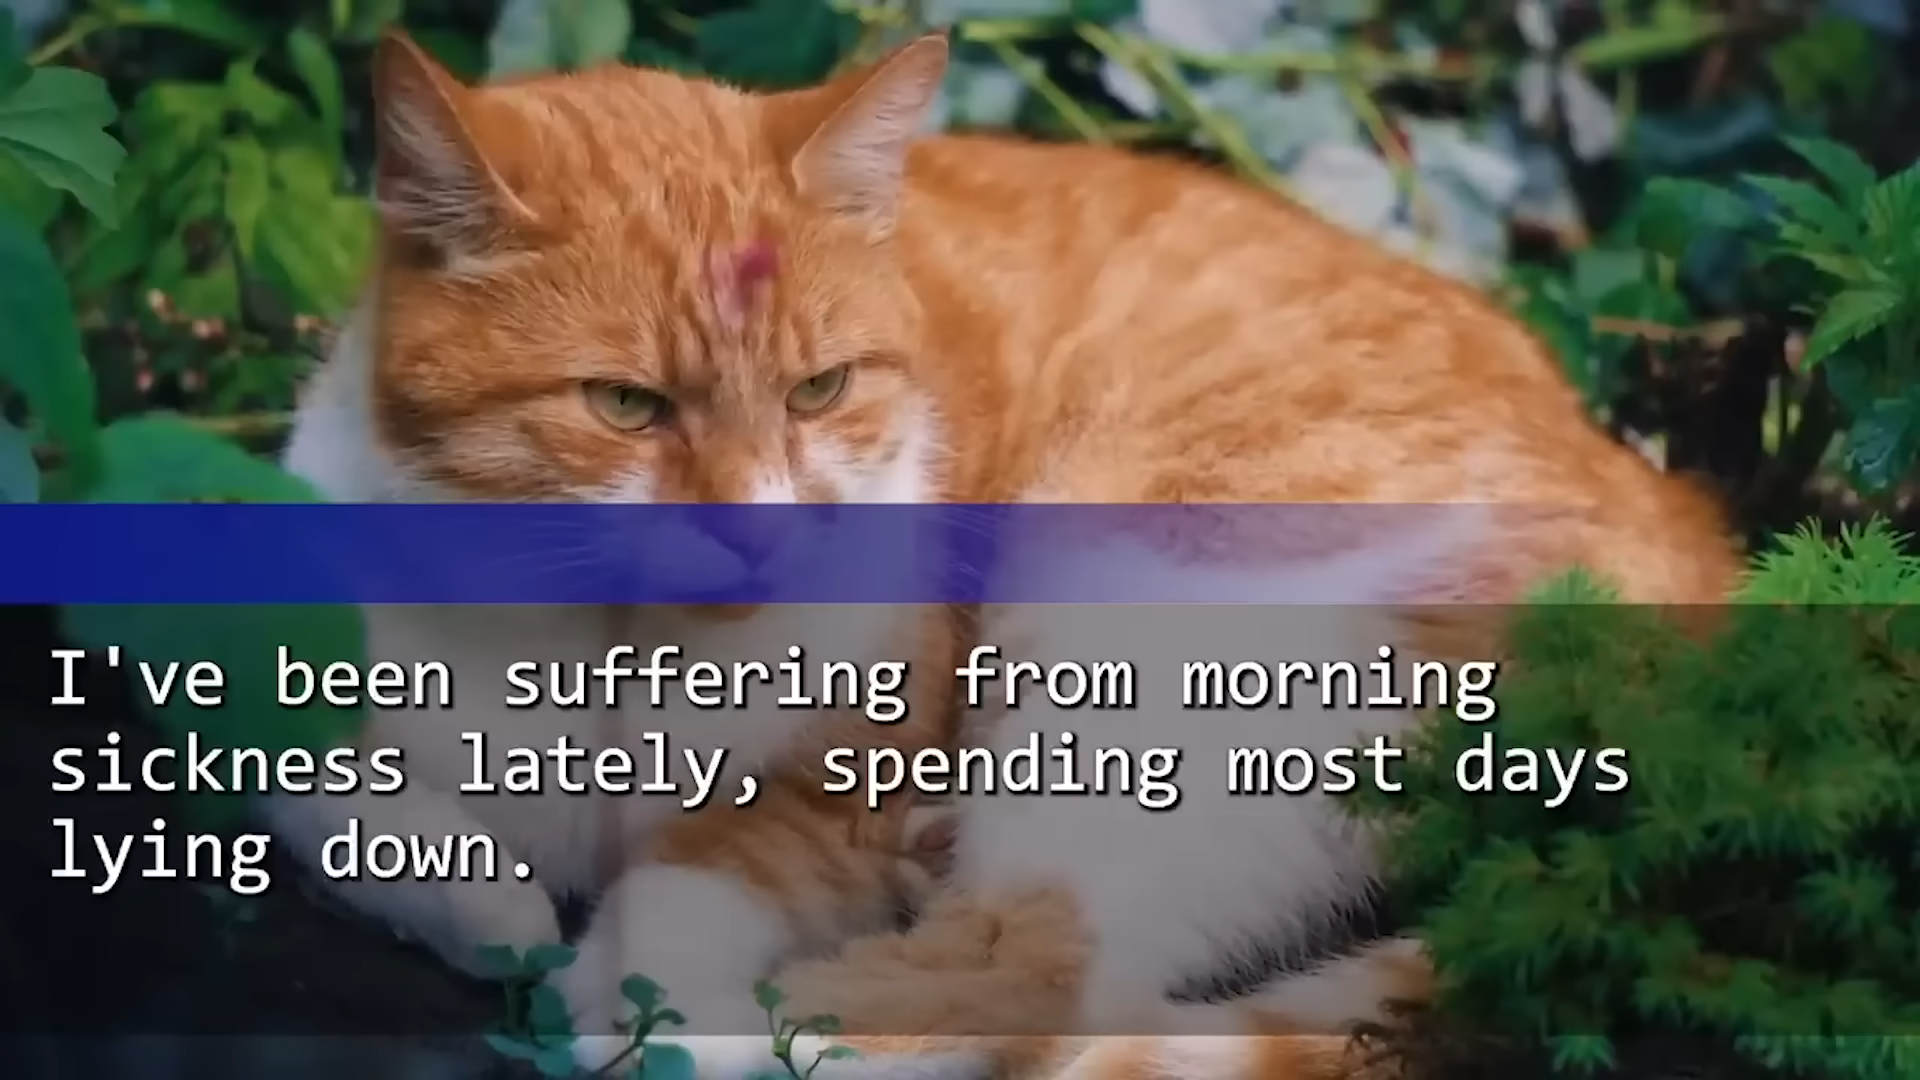 I've been suffering from morning
sickness lately, spending most days
lying down.